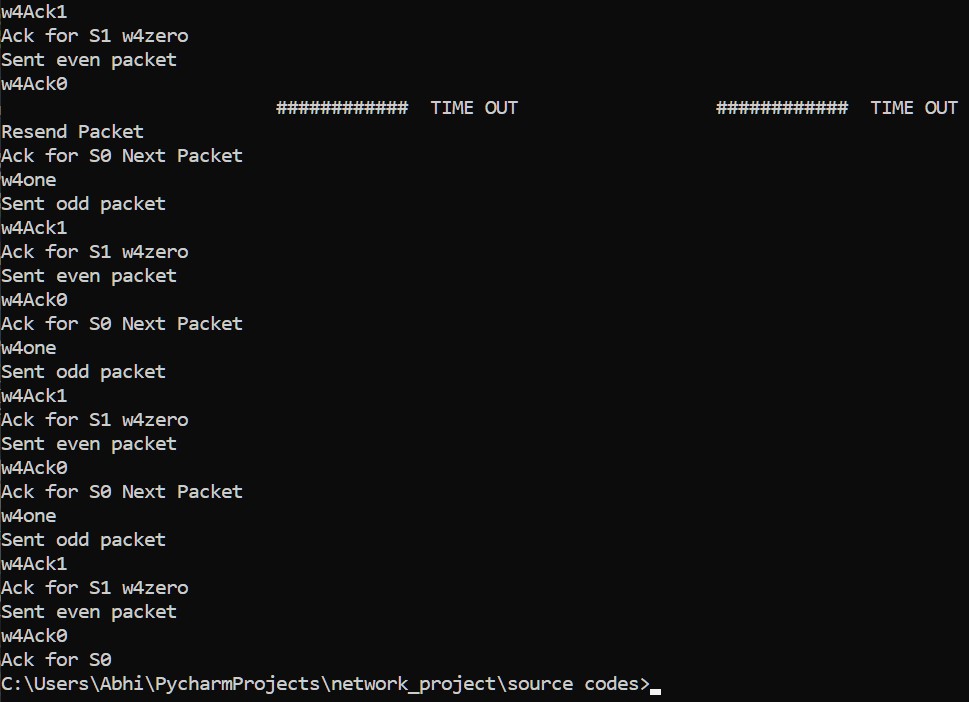 w4Ack1
Ack for S1 w4zero
Sent even packet
w4Ack0
############  TIME OUT                  ############  TIME OUT
Resend Packet
Ack for S0 Next Packet
w4one
Sent odd packet
w4Ack1
Ack for S1 w4zero
Sent even packet
w4Ack0
Ack for S0 Next Packet
w4one
Sent odd packet
w4Ack1
Ack for S1 w4zero
Sent even packet
w4Ack0
Ack for S0 Next Packet
w4one
Sent odd packet
w4Ack1
Ack for S1 w4zero
Sent even packet
w4Ack0
Ack for S0
C:\Users\Abhi\PycharmProjects\network_project\source codes>